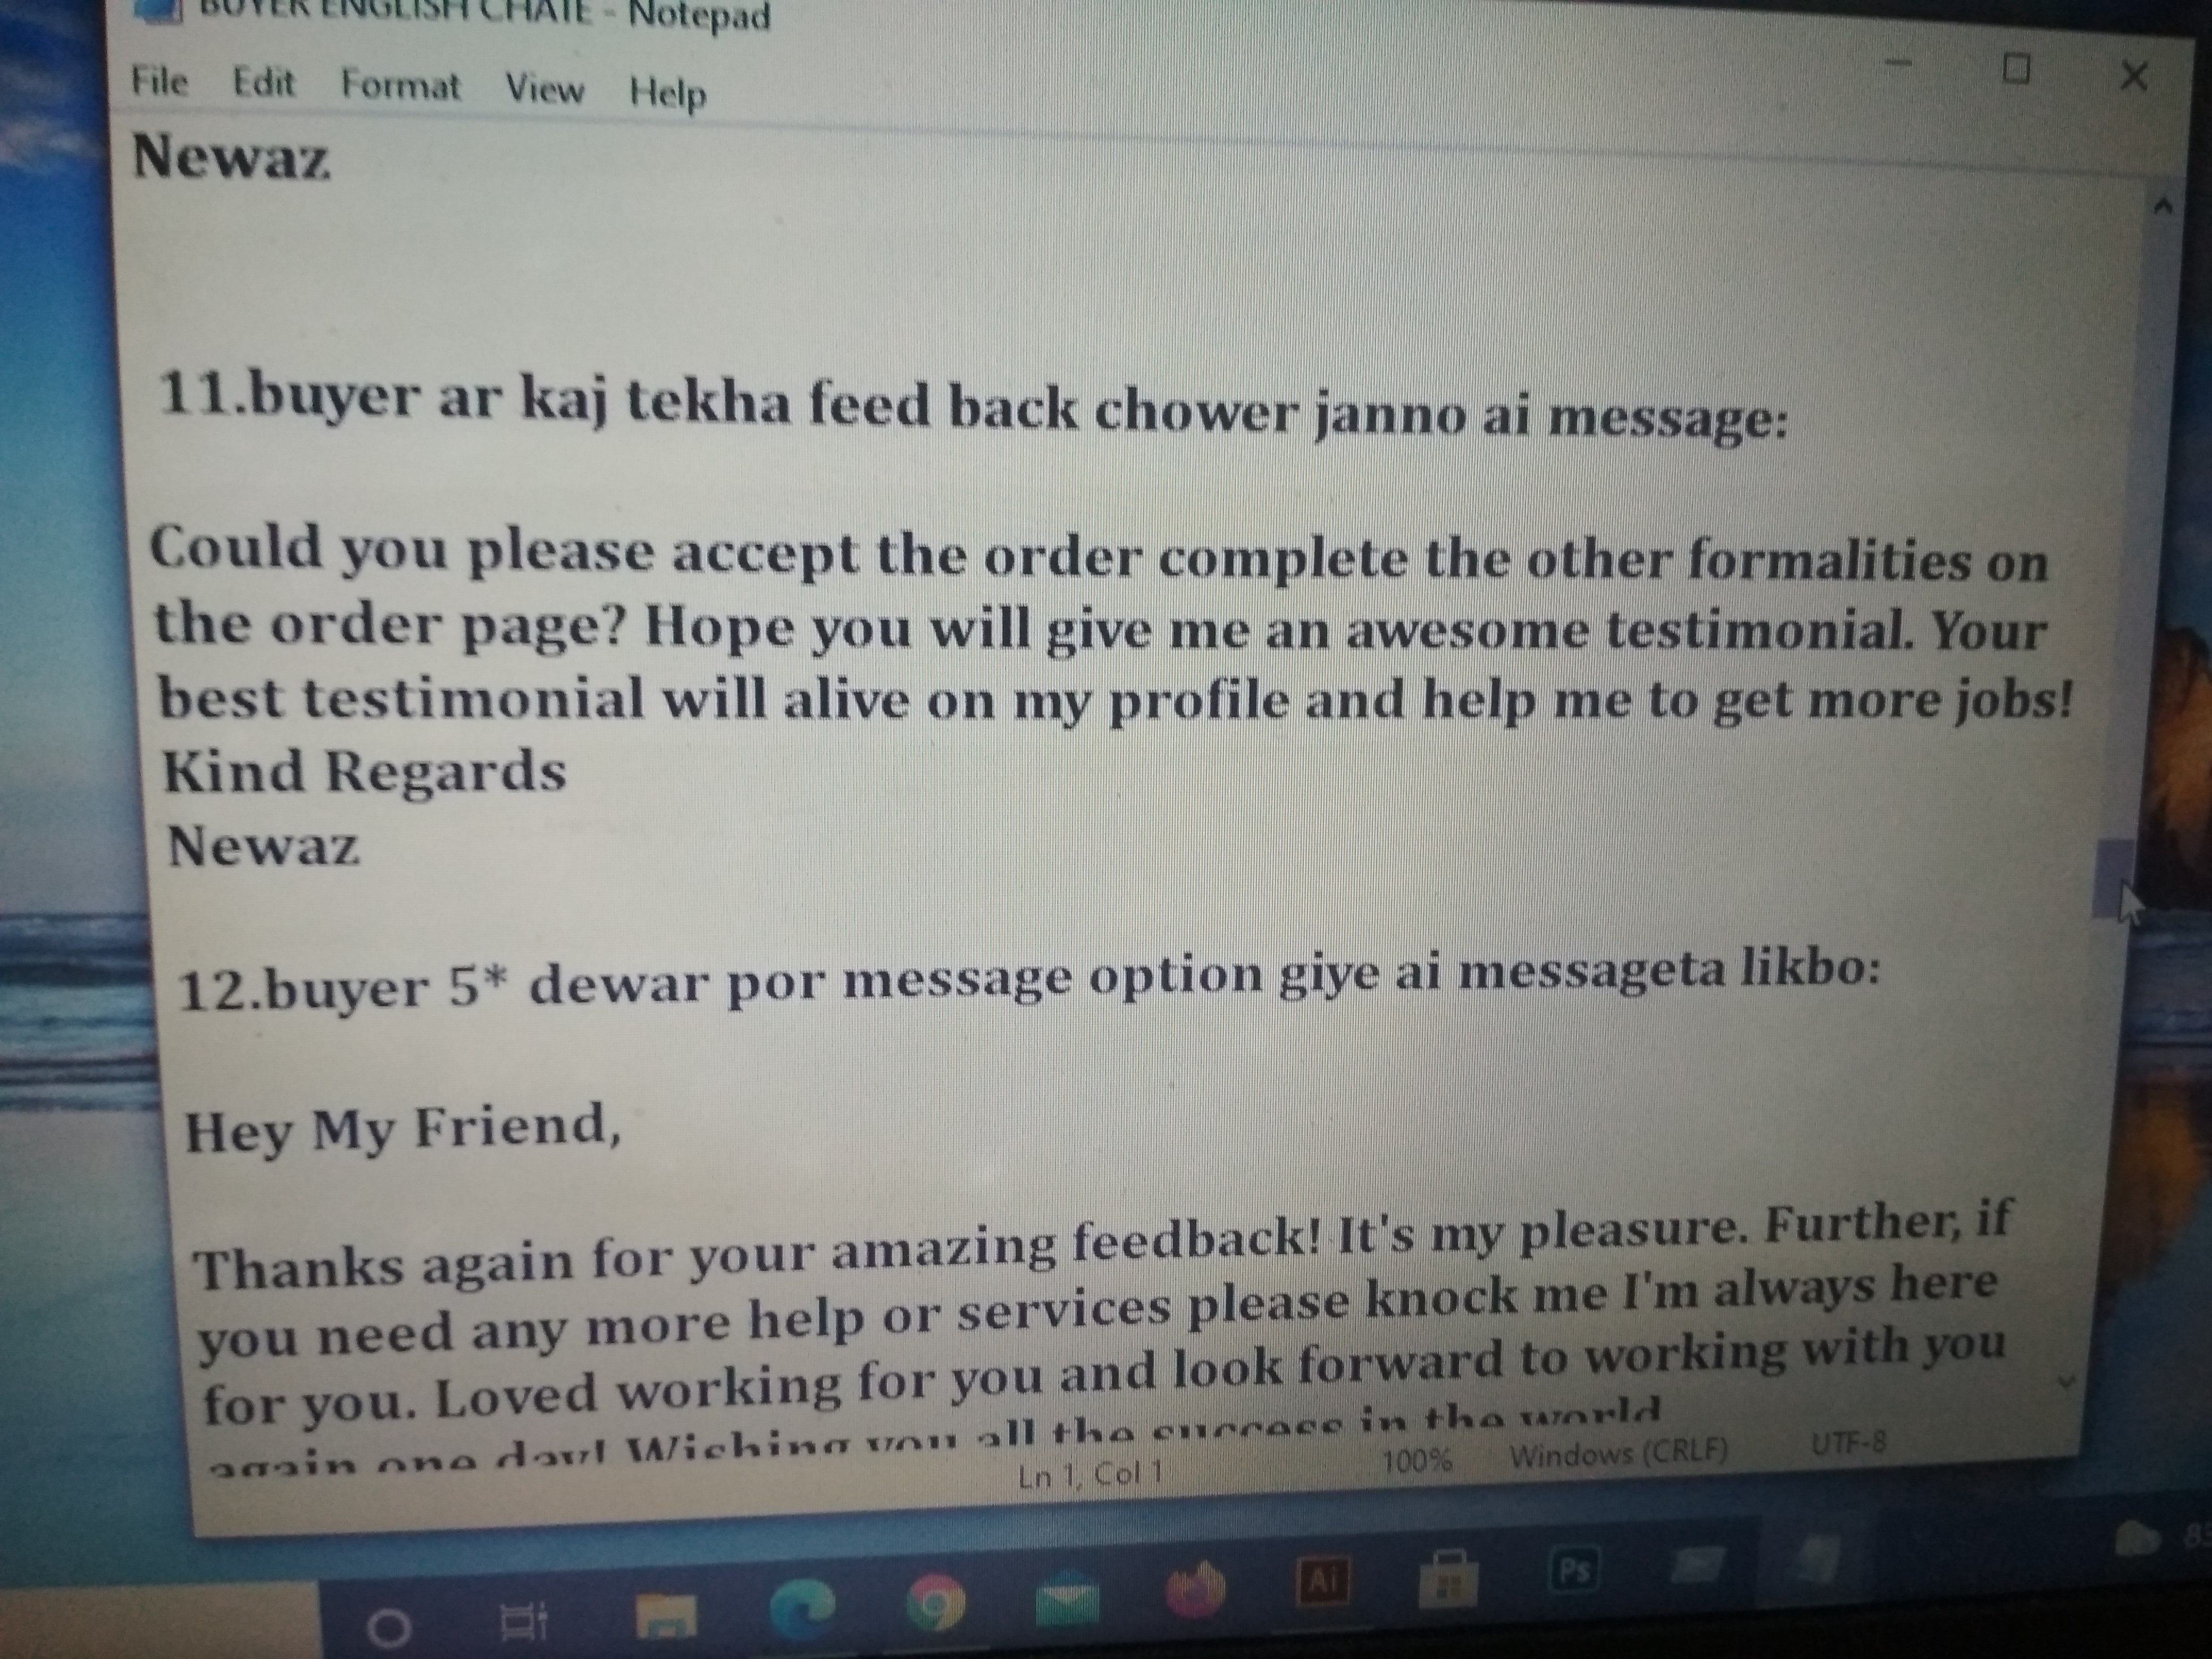 BUYER ENGLISH CHATE - Notepad
File Edit Format View Help
Newaz
11.buyer ar kaj tekha feed back chower janno ai message:
Could you please accept the order complete the other formalities on
the order page? Hope you will give me an awesome testimonial. Your
best testimonial will alive on my profile and help me to get more jobs!
Kind Regards
Newaz
12.buyer 5* dewar por message option giye ai messageta likbo:
Hey My Friend,
Thanks again for your amazing feedback! It's my pleasure. Further, if
you need any more help or services please knock me I'm always here
for you. Loved working for you and look forward to working with you
again one day! Wishing you all the success in the world
Ln 1, Col 1 100% Windows (CRLF) UTF-8
Ai Ps